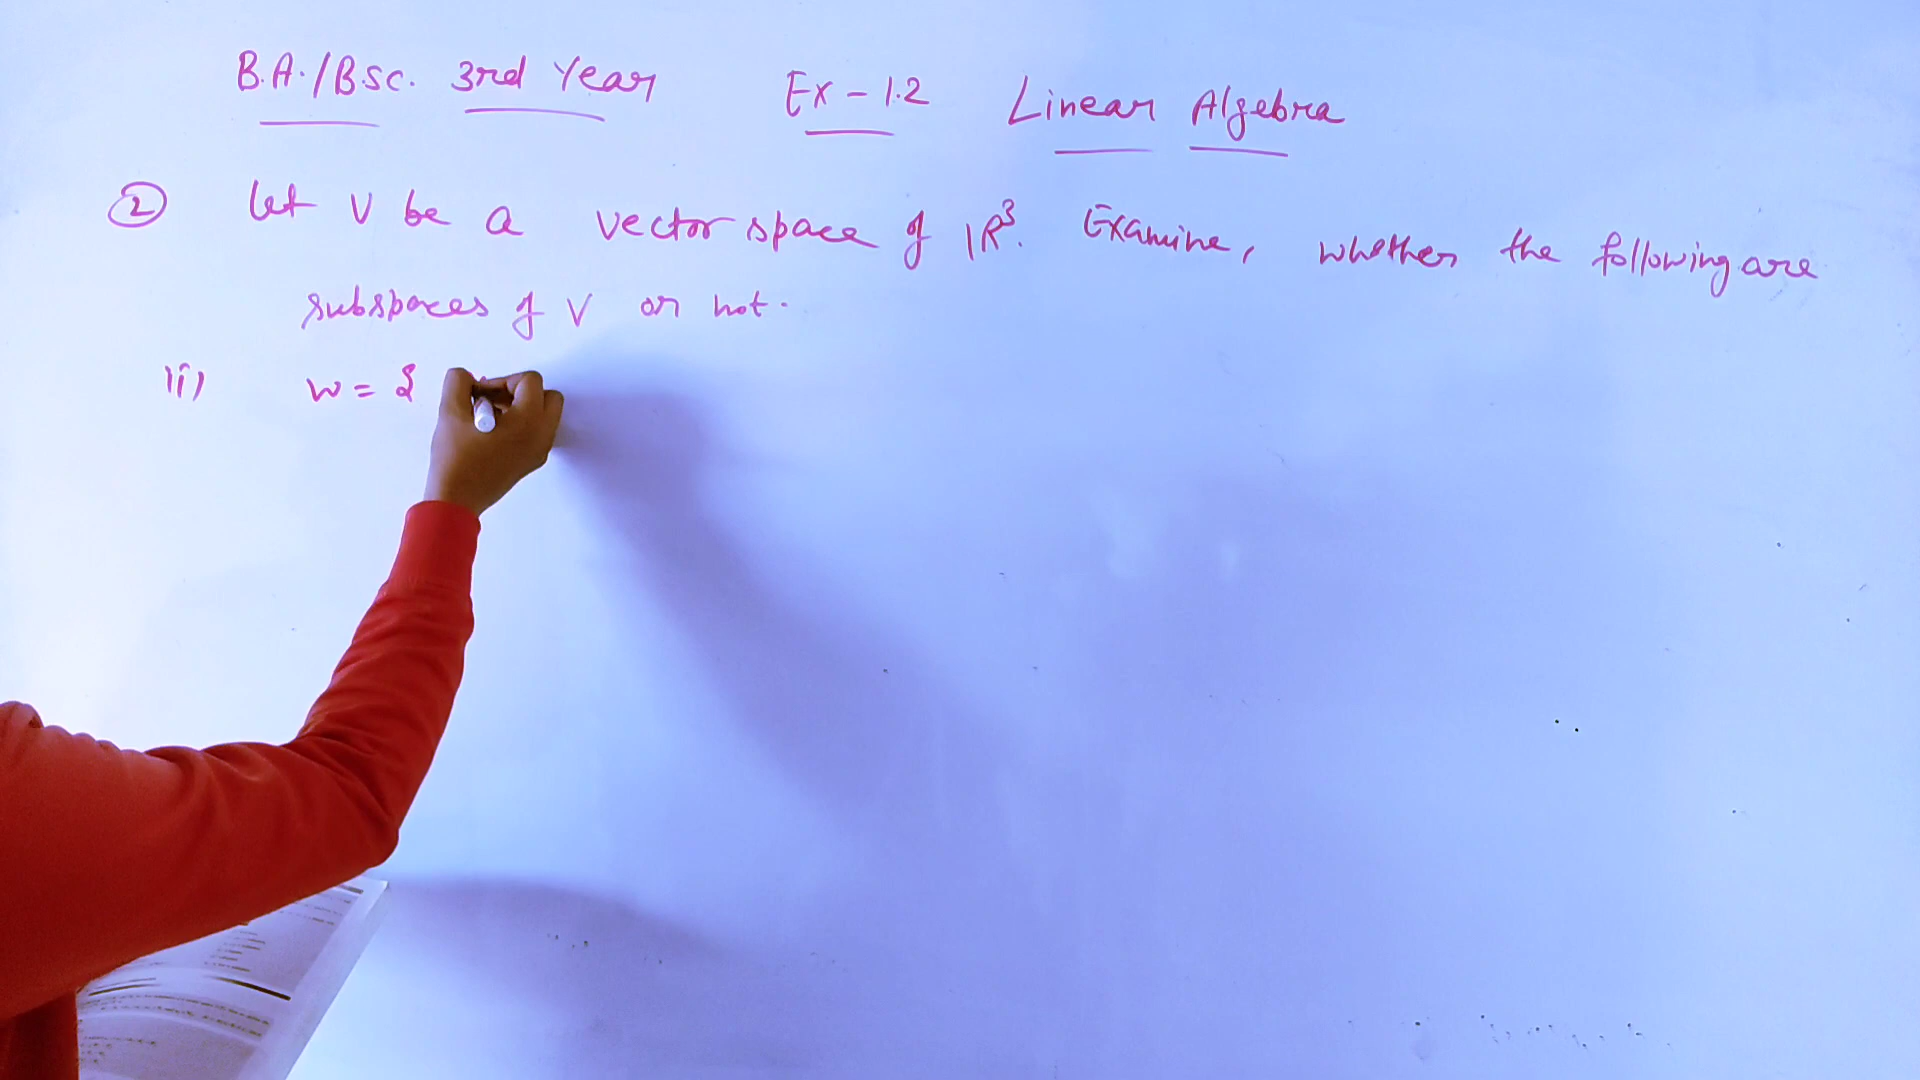 B.A./B.sc. 3rd Year Ex - 1.2 Linear Algebra
② let V be a vector space of IR³. Examine, whether the following are
subspaces of V or not.
ii) W = {